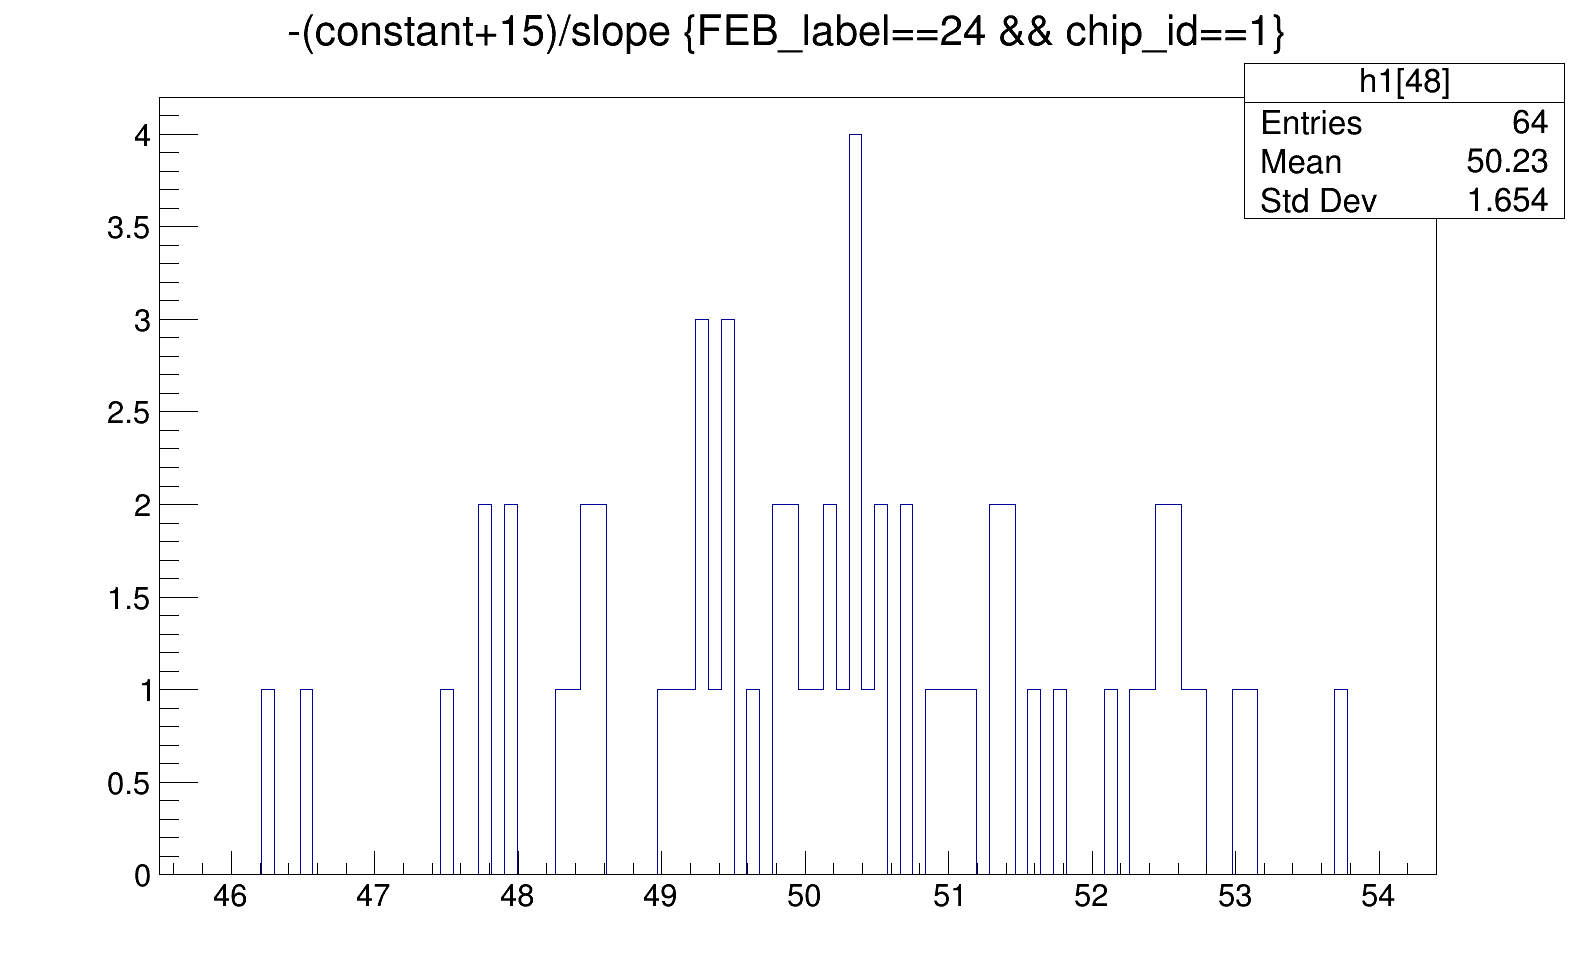 -(constant+15)/slope {FEB_label==24 && chip_id==1}
h1[48]
Entries 64
Mean 50.23
Std Dev 1.654
4
3.5
3
2.5
2
1.5
1
0.5
0
46 47 48 49 50 51 52 53 54